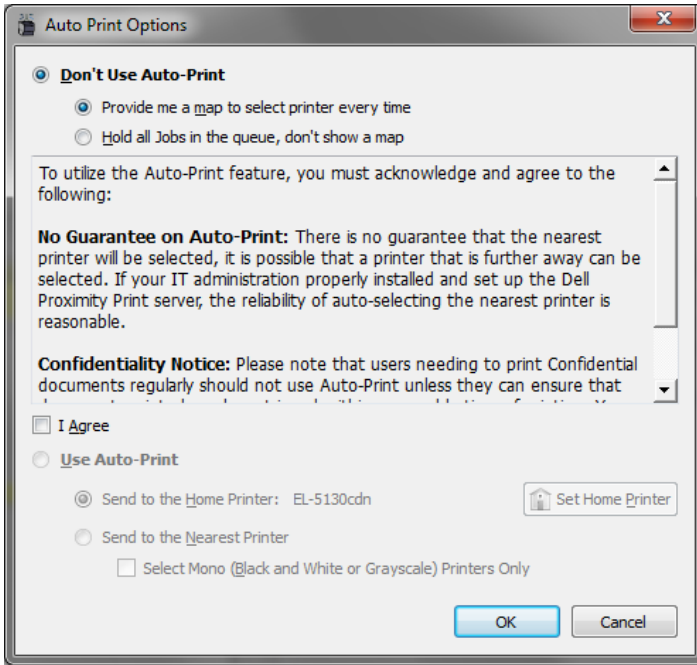 Auto Print Options
Don't Use Auto-Print
Provide me a map to select printer every time
Hold all Jobs in the queue, don't show a map
To utilize the Auto-Print feature, you must acknowledge and agree to the
following:
No Guarantee on Auto-Print: There is no guarantee that the nearest
printer will be selected, it is possible that a printer that is further away can be
selected. If your IT administration properly installed and set up the Dell
Proximity Print server, the reliability of auto-selecting the nearest printer is
reasonable.
Confidentiality Notice: Please note that users needing to print Confidential
documents regularly should not use Auto-Print unless they can ensure that
I Agree
Use Auto-Print
Send to the Home Printer: EL-5130cdn
Set Home Printer
Send to the Nearest Printer
Select Mono (Black and White or Grayscale) Printers Only
OK
Cancel